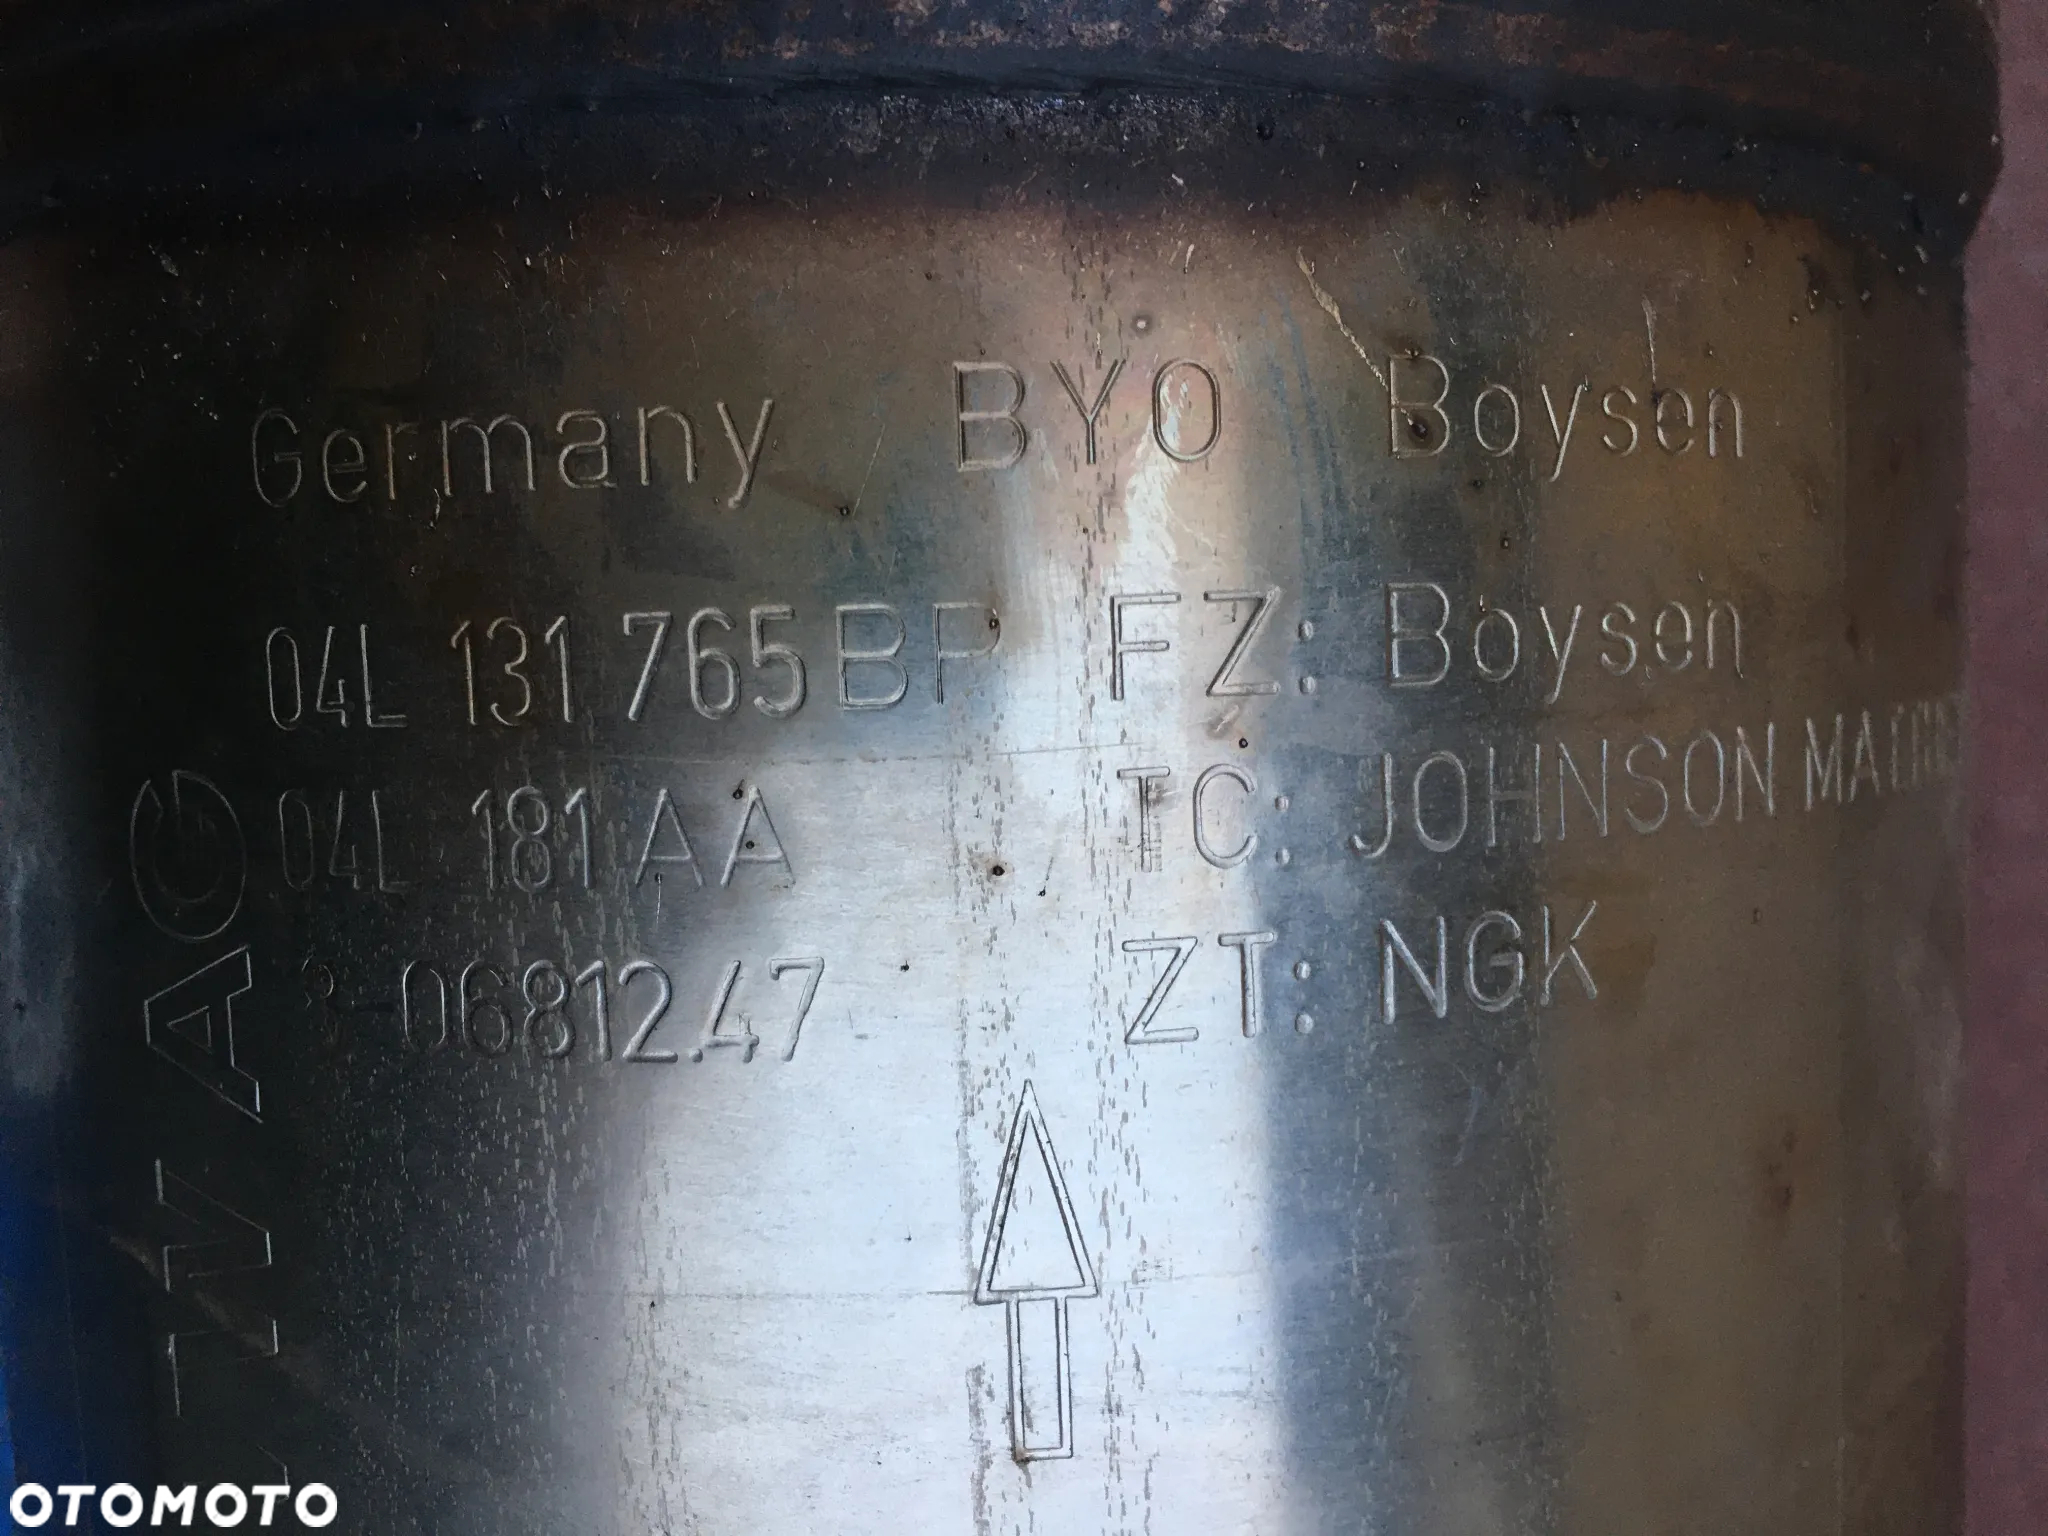 Germany BYO Boysen
04L 131 765 BP FZ: Boysen
04L 181 AA TC: JOHNSON
06812.47 ZT: NGK
AG
OTOMOTO